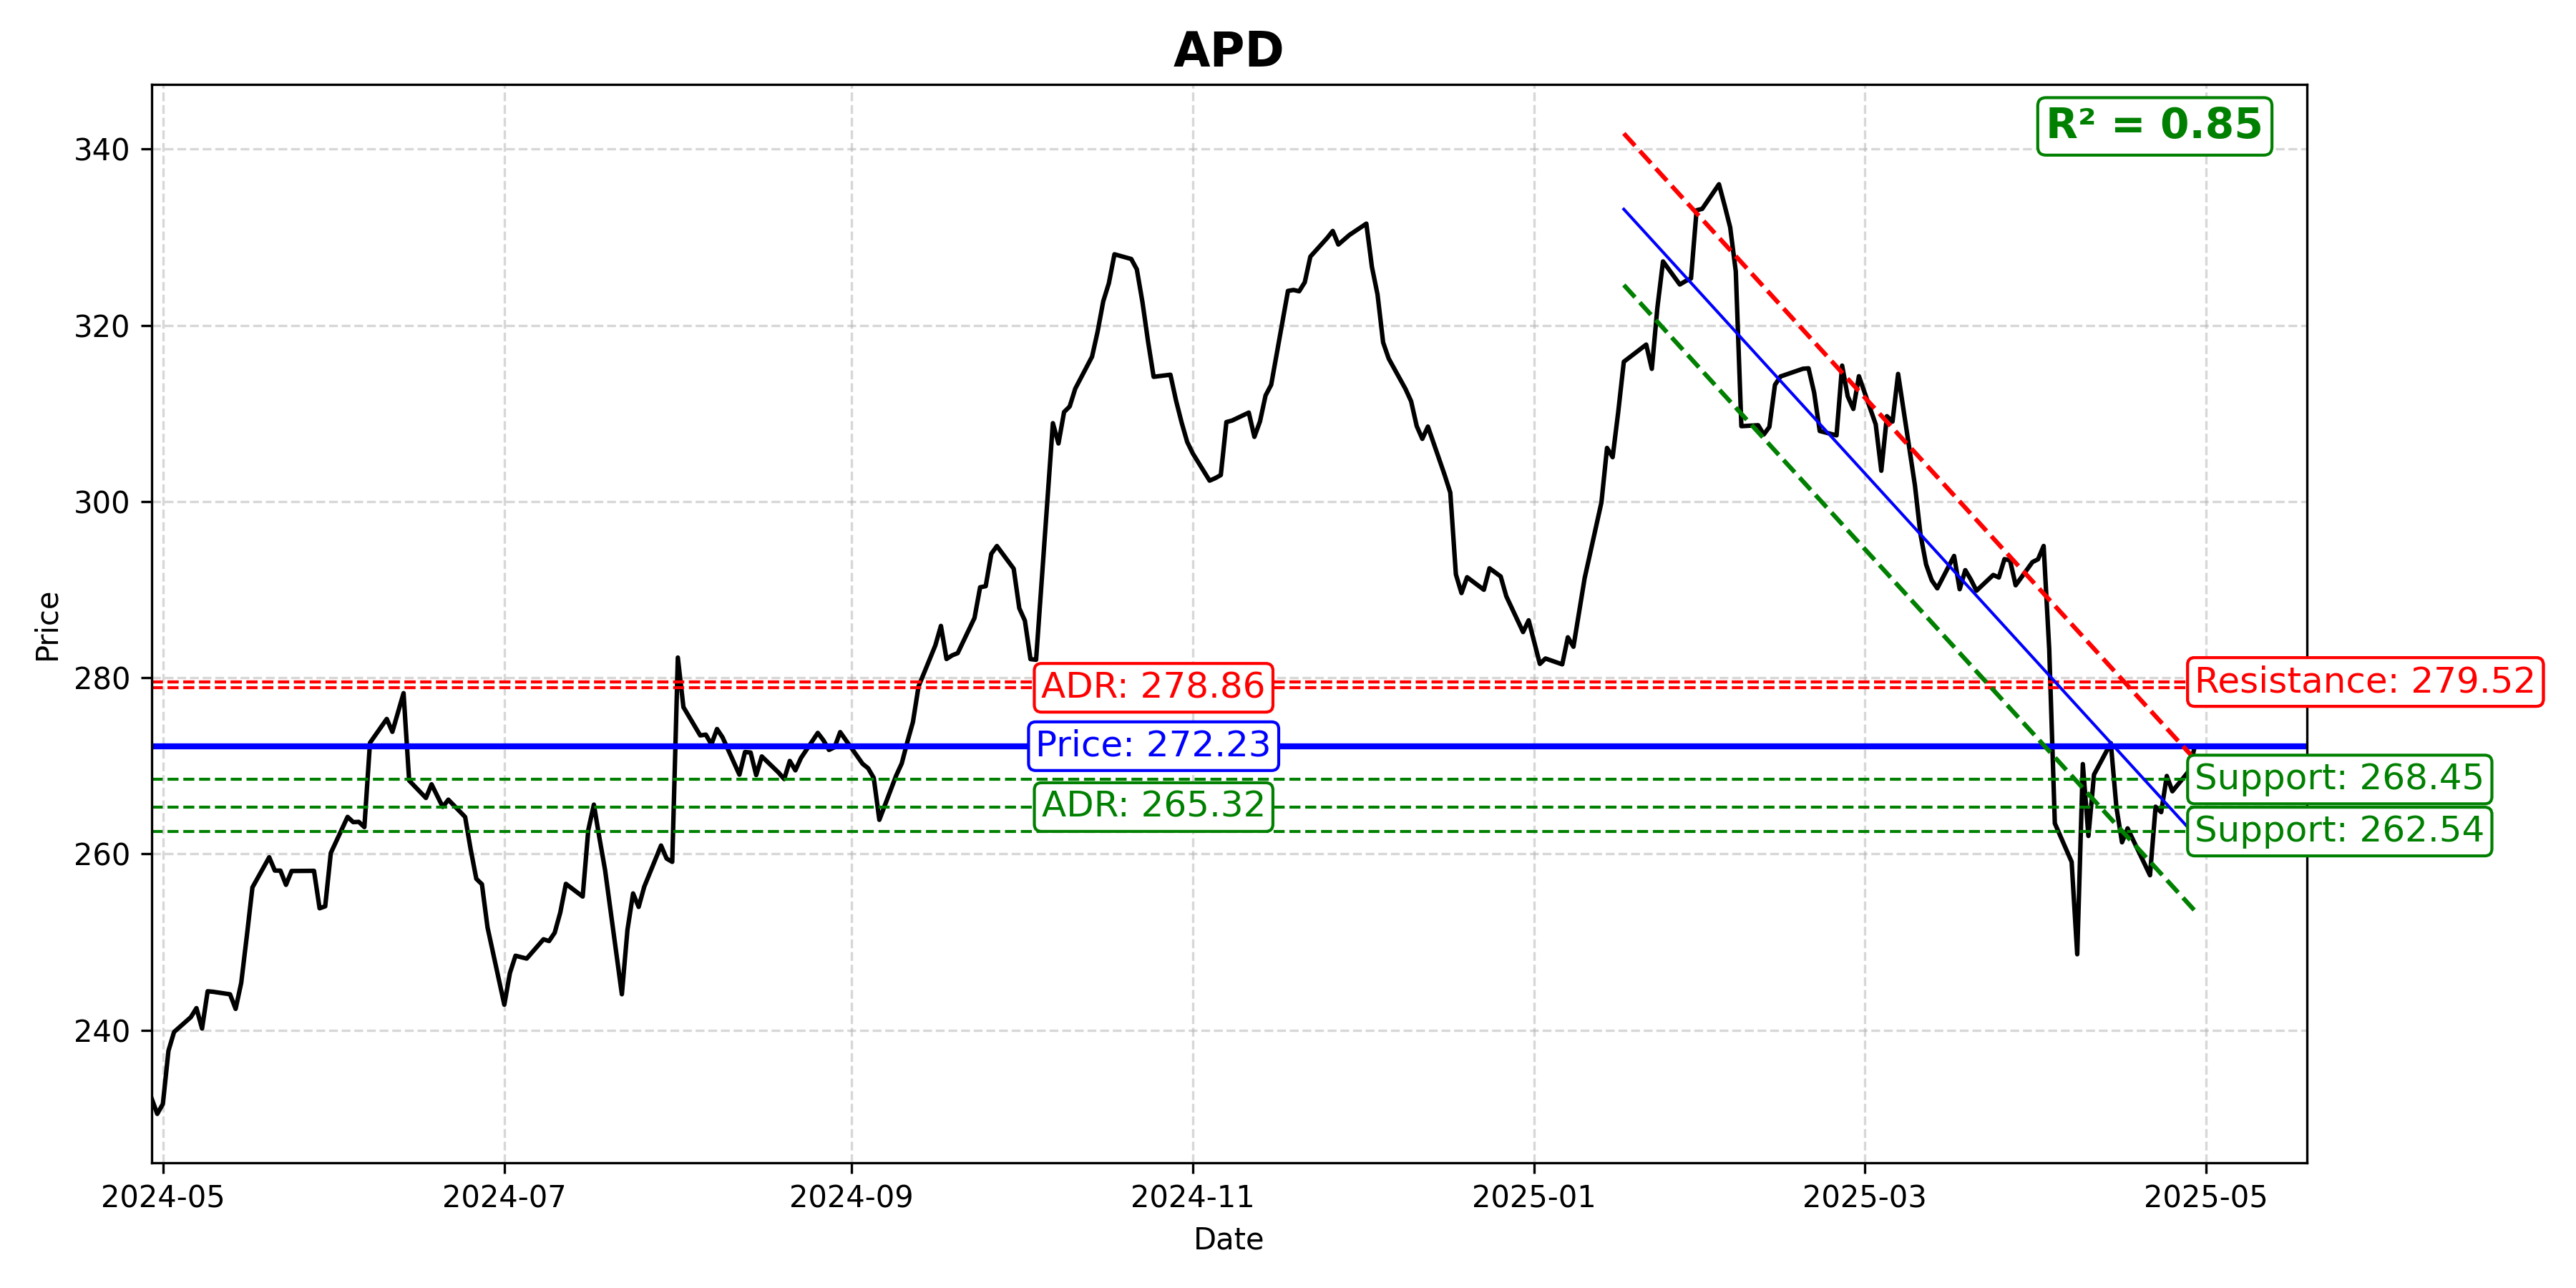 APD
R² = 0.85
340
320
300
280
260
240
Price
ADR: 278.86
Price: 272.23
ADR: 265.32
Resistance: 279.52
Support: 268.45
Support: 262.54
2024-05
2024-07
2024-09
2024-11
2025-01
2025-03
2025-05
Date